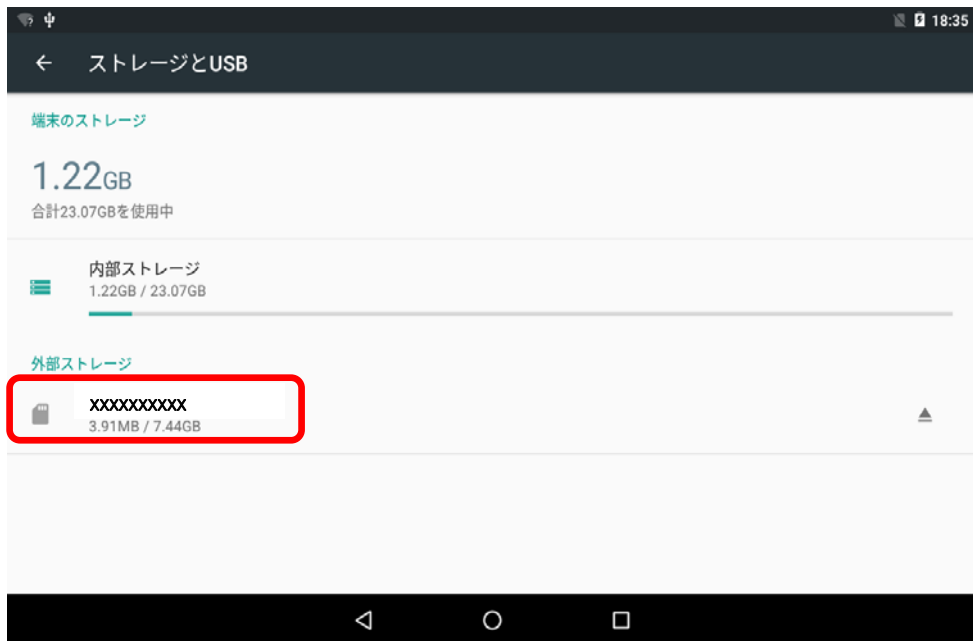 18:35
ストレージとUSB
端末のストレージ
1.22GB
合計23.07GBを使用中
内部ストレージ
1.22GB / 23.07GB
外部ストレージ
XXXXXXXXXX
3.91MB / 7.44GB